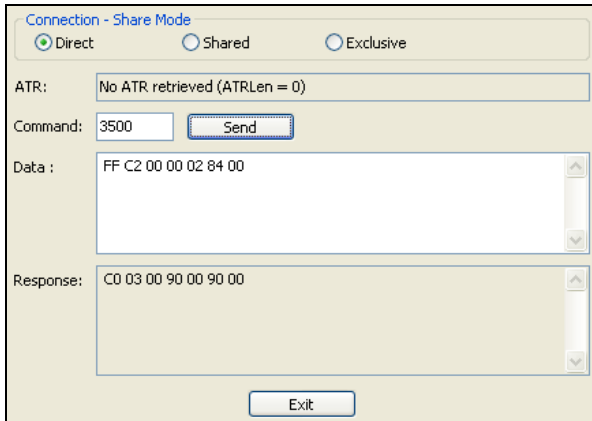 Connection - Share Mode
Direct Shared Exclusive
ATR: No ATR retrieved (ATRLen = 0)
Command: 3500 Send
Data : FF C2 00 00 02 84 00
Response: C0 03 00 90 00 90 00
Exit